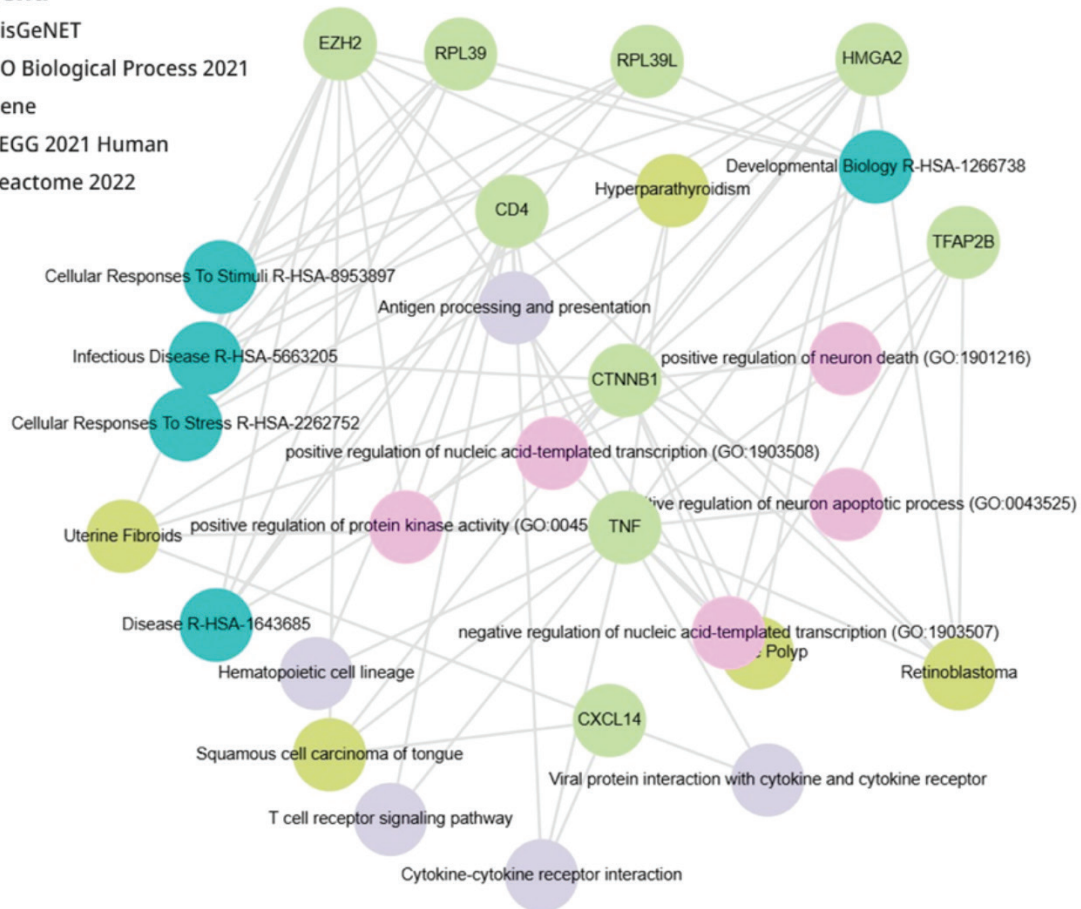 isGeNET
O Biological Process 2021
ene
EGG 2021 Human
eactome 2022
EZH2
RPL39
RPL39L
HMGA2
Developmental Biology R-HSA-1266738
Hyperparathyroidism
CD4
TFAP2B
Cellular Responses To Stimuli R-HSA-8953897
Antigen processing and presentation
Infectious Disease R-HSA-5663205
positive regulation of neuron death (GO:1901216)
CTNNB1
Cellular Responses To Stress R-HSA-2262752
positive regulation of nucleic acid-templated transcription (GO:1903508)
tive regulation of neuron apoptotic process (GO:0043525)
Uterine Fibroids
positive regulation of protein kinase activity (GO:0045
TNF
Disease R-HSA-1643685
negative regulation of nucleic acid-templated transcription (GO:1903507)
e Polyp
Hematopoietic cell lineage
Retinoblastoma
CXCL14
Squamous cell carcinoma of tongue
Viral protein interaction with cytokine and cytokine receptor
T cell receptor signaling pathway
Cytokine-cytokine receptor interaction